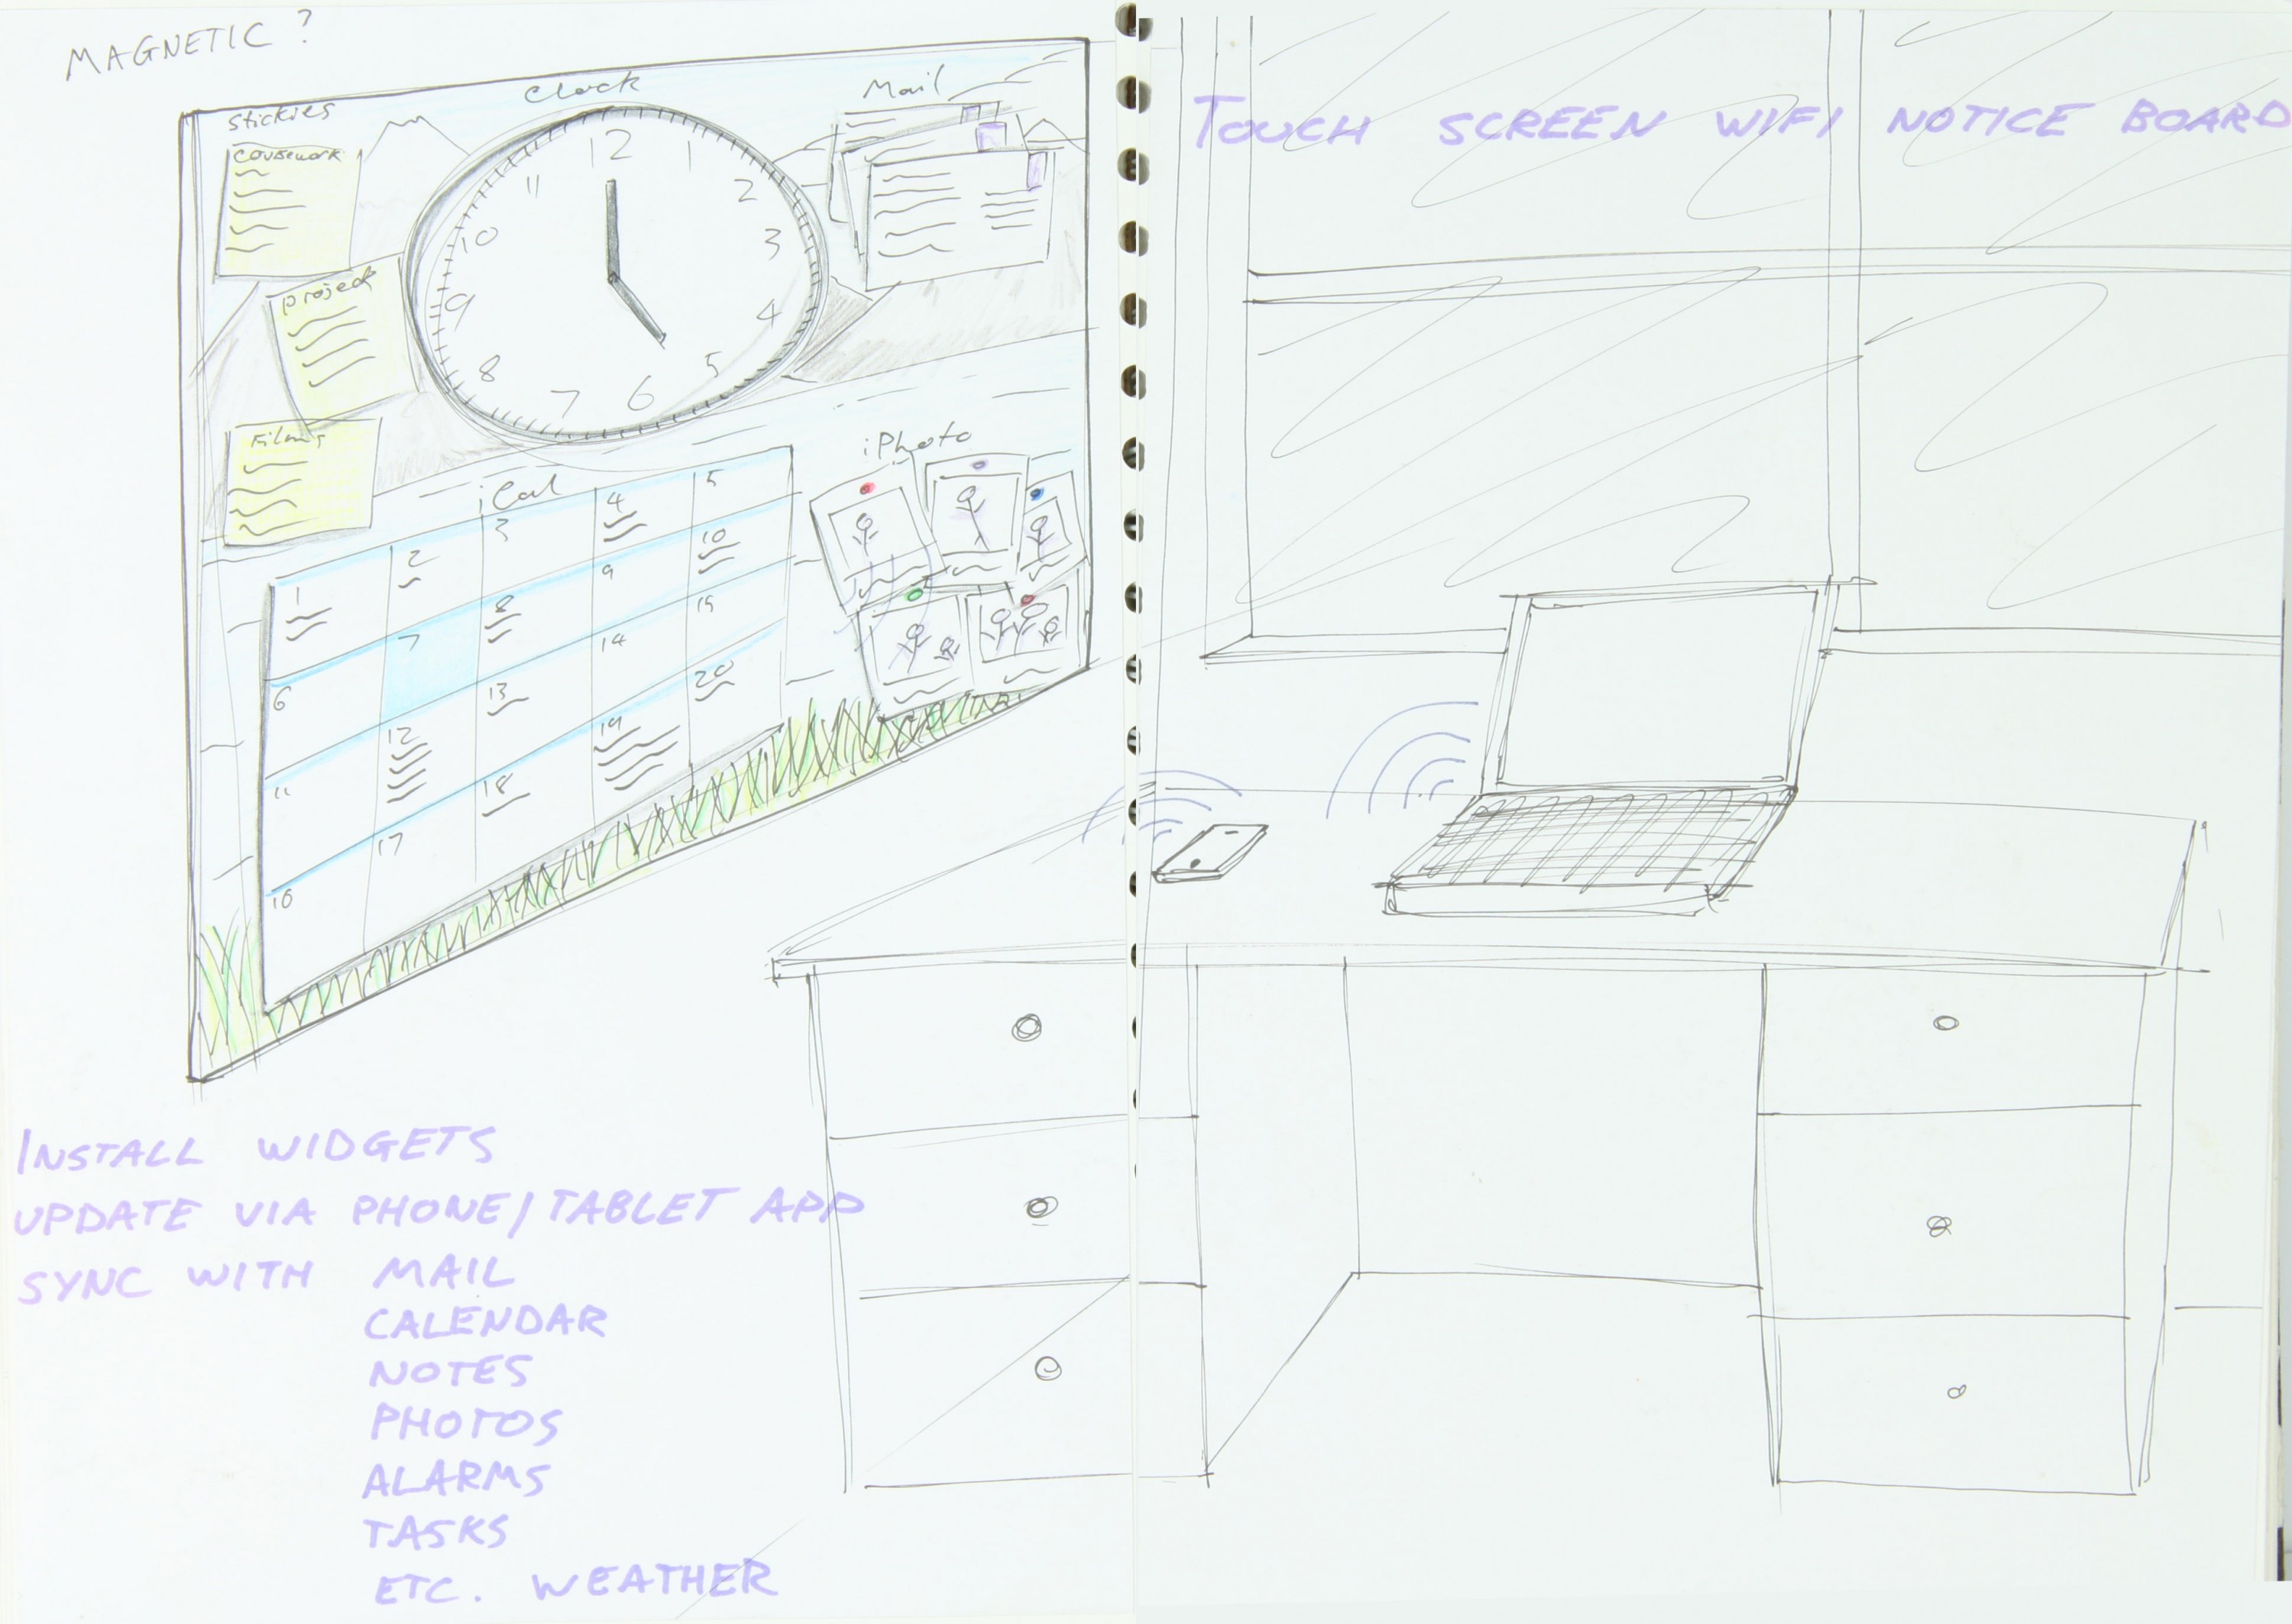 MAGNETIC ?
TOUCH SCREEN WIFI NOTICE BOARD
Stickies
Coursework
Project
Films
Clock
12
1
2
3
4
5
6
7
8
9
10
11
Mail
iCal
1
2
3
4
5
6
7
8
9
10
11
12
13
14
15
16
17
18
19
20
iPhoto
INSTALL WIDGETS
UPDATE VIA PHONE/TABLET APP
SYNC WITH MAIL
CALENDAR
NOTES
PHOTOS
ALARMS
TASKS
ETC. WEATHER